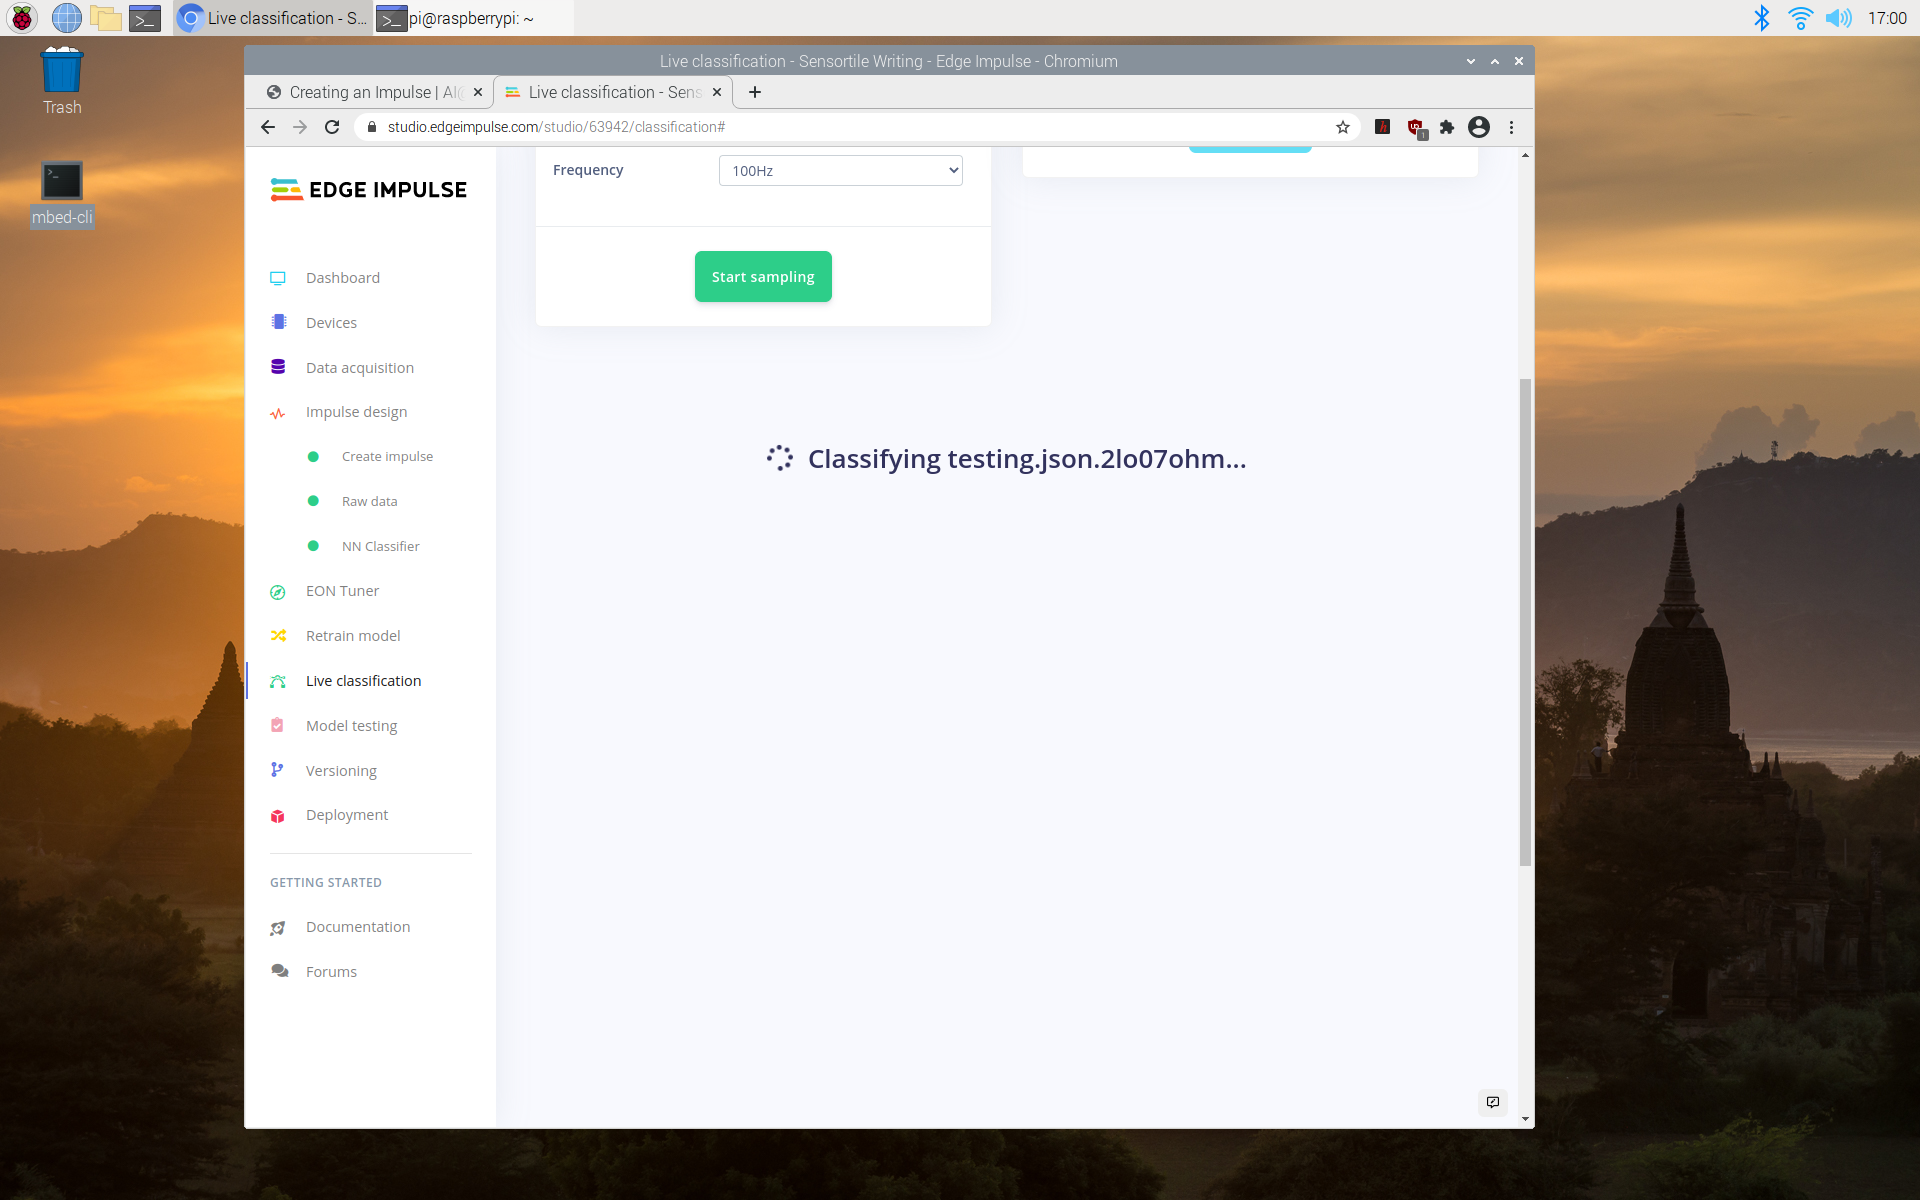 Live classification - S...
pi@raspberrypi: ~
17:00
Trash
mbed-cli
Live classification - Sensortile Writing - Edge Impulse - Chromium
Creating an Impulse | AI@
Live classification - Sens
studio.edgeimpulse.com/studio/63942/classification#
1
EDGE IMPULSE
Dashboard
Devices
Data acquisition
Impulse design
Create impulse
Raw data
NN Classifier
EON Tuner
Retrain model
Live classification
Model testing
Versioning
Deployment
GETTING STARTED
Documentation
Forums
Frequency
100Hz
Start sampling
Classifying testing.json.2lo07ohm...